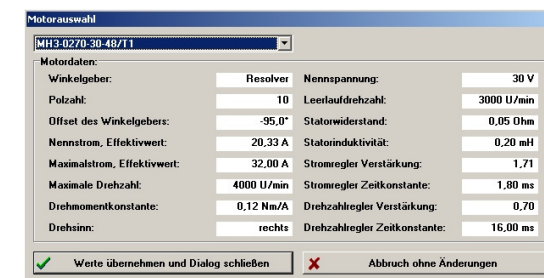 Motorauswahl
MH3-0270-30-48/T1
Motordaten:
Winkelgeber: Resolver Nennspannung: 30 V
Polzahl: 10 Leerlaufdrehzahl: 3000 U/min
Offset des Winkelgebers: -95,0° Statorwiderstand: 0,05 Ohm
Nennstrom, Effektivwert: 20,33 A Statorinduktivität: 0,20 mH
Maximalstrom, Effektivwert: 32,00 A Stromregler Verstärkung: 1,71
Maximale Drehzahl: 4000 U/min Stromregler Zeitkonstante: 1,80 ms
Drehmomentkonstante: 0,12 Nm/A Drehzahlregler Verstärkung: 0,70
Drehsinn: rechts Drehzahlregler Zeitkonstante: 16,00 ms
Werte übernehmen und Dialog schließen Abbruch ohne Änderungen